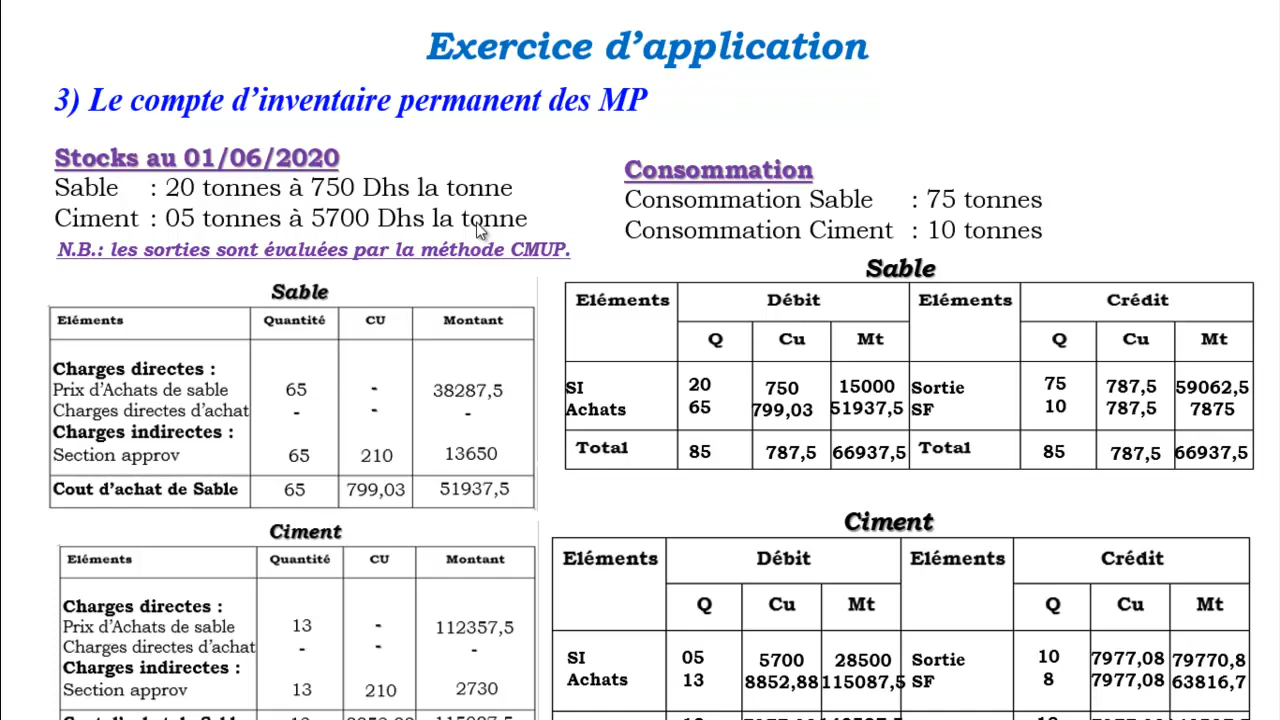 Exercice d'application
3) Le compte d'inventaire permanent des MP
Stocks au 01/06/2020
Sable : 20 tonnes à 750 Dhs la tonne
Ciment : 05 tonnes à 5700 Dhs la tonne
N.B.: les sorties sont évaluées par la méthode CMUP.
Consommation
Consommation Sable : 75 tonnes
Consommation Ciment : 10 tonnes
Sable
Eléments Quantité CU Montant
Charges directes :
Prix d'Achats de sable 65 - 38287,5
Charges directes d'achat - - -
Charges indirectes :
Section approv 65 210 13650
Cout d'achat de Sable 65 799,03 51937,5
Sable
Eléments Débit Eléments Crédit
Q Cu Mt Q Cu Mt
SI 20 750 15000 Sortie 75 787,5 59062,5
Achats 65 799,03 51937,5 SF 10 787,5 7875
Total 85 787,5 66937,5 Total 85 787,5 66937,5
Ciment
Eléments Quantité CU Montant
Charges directes :
Prix d'Achats de sable 13 - 112357,5
Charges directes d'achat - - -
Charges indirectes :
Section approv 13 210 2730
Ciment
Eléments Débit Eléments Crédit
Q Cu Mt Q Cu Mt
SI 05 5700 28500 Sortie 10 7977,08 79770,8
Achats 13 8852,88 115087,5 SF 8 7977,08 63816,7